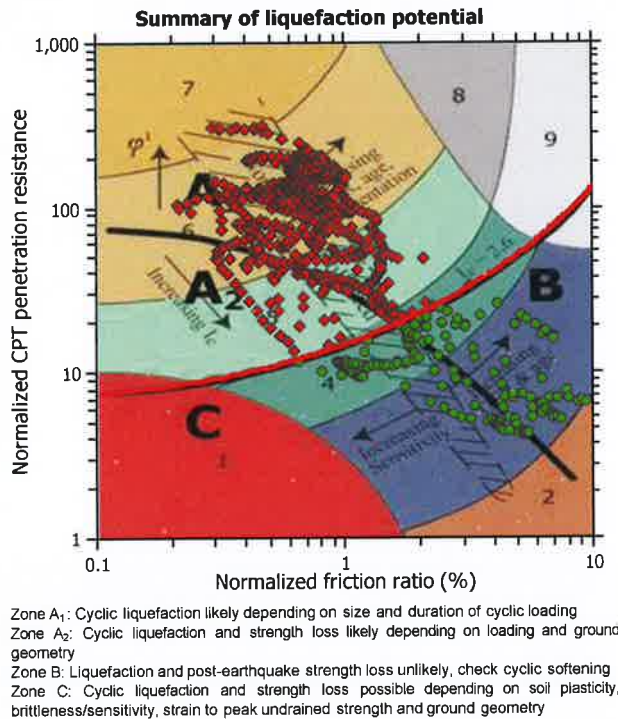 Summary of liquefaction potential
1,000
7
8
9
φ'
A
100
6
A2
Increasing Ic
Ic = 2.6
B
10
4
C
1
Increasing
Sensitivity
2
1
0.1
1
10
Normalized CPT penetration resistance
Normalized friction ratio (%)
Zone A1: Cyclic liquefaction likely depending on size and duration of cyclic loading
Zone A2: Cyclic liquefaction and strength loss likely depending on loading and ground
geometry
Zone B: Liquefaction and post-earthquake strength loss unlikely, check cyclic softening
Zone C: Cyclic liquefaction and strength loss possible depending on soil plasticity,
brittleness/sensitivity, strain to peak undrained strength and ground geometry